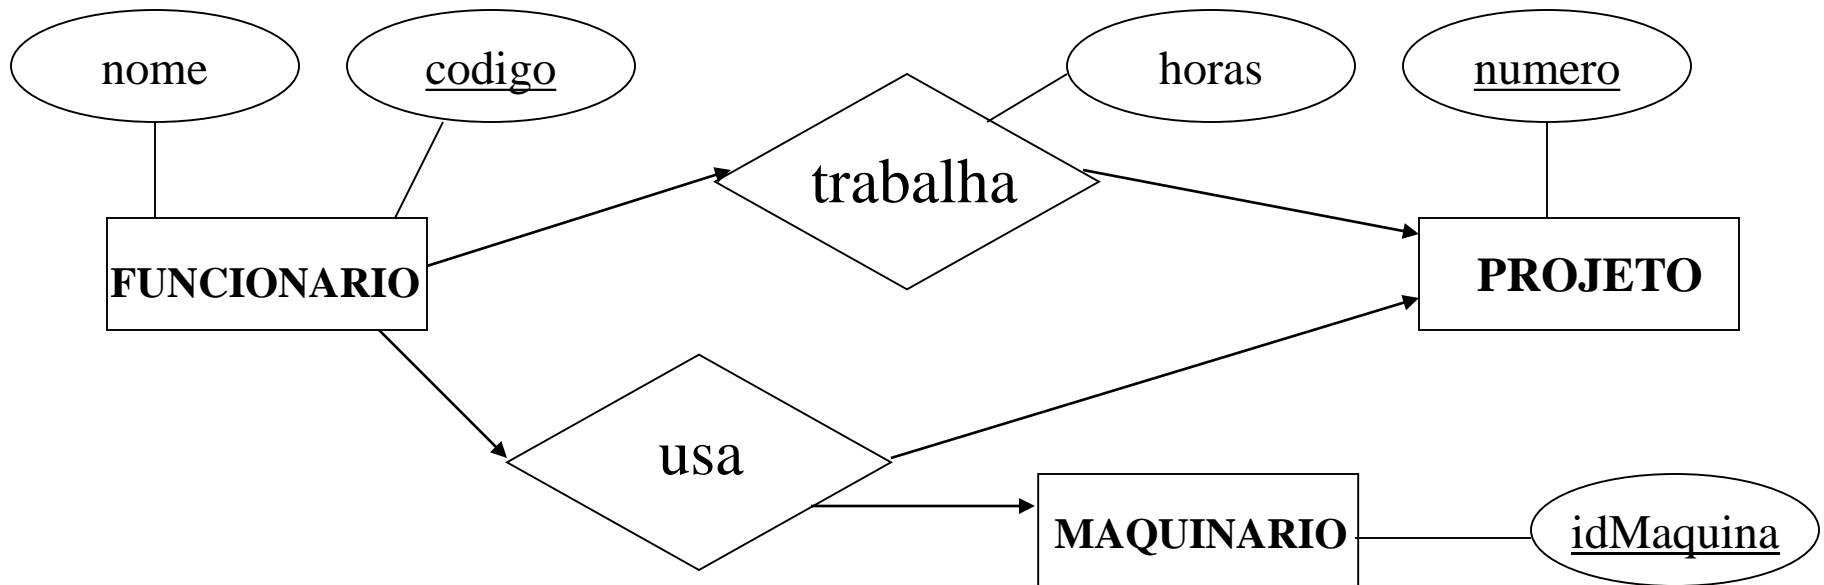 nome
codigo
horas
numero
trabalha
FUNCIONARIO
PROJETO
usa
MAQUINARIO
idMaquina